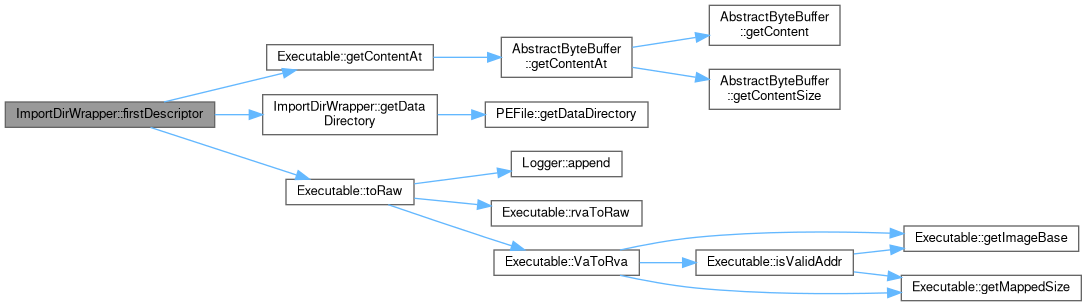 AbstractByteBuffer
::getContent
Executable::getContentAt
AbstractByteBuffer
::getContentAt
AbstractByteBuffer
::getContentSize
ImportDirWrapper::firstDescriptor
ImportDirWrapper::getData
Directory
PEFile::getDataDirectory
Logger::append
Executable::toRaw
Executable::rvaToRaw
Executable::getImageBase
Executable::VaToRva
Executable::isValidAddr
Executable::getMappedSize